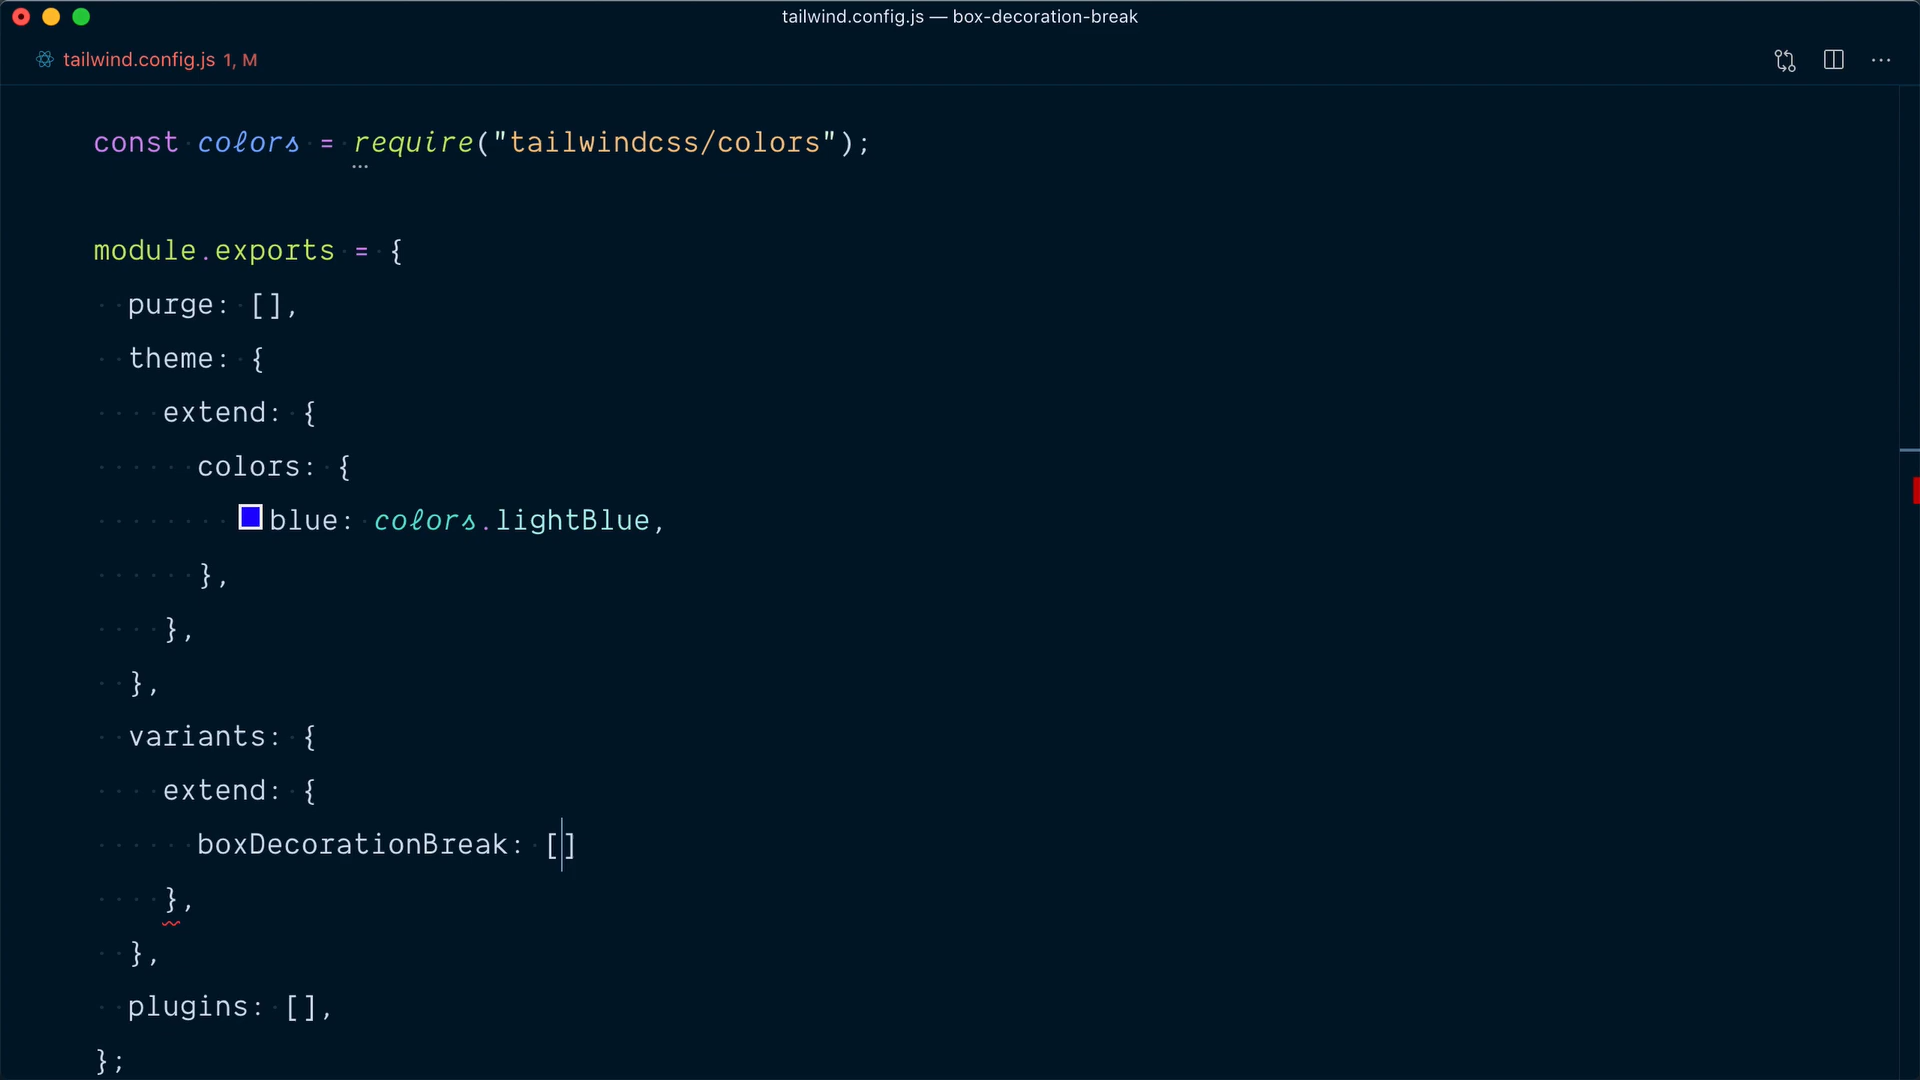 tailwind.config.js — box-decoration-break
tailwind.config.js 1, M
const colors = require("tailwindcss/colors");
module.exports = {
  purge: [],
  theme: {
    extend: {
      colors: {
        blue: colors.lightBlue,
      },
    },
  },
  variants: {
    extend: {
      boxDecorationBreak: []
    },
  },
  plugins: [],
};